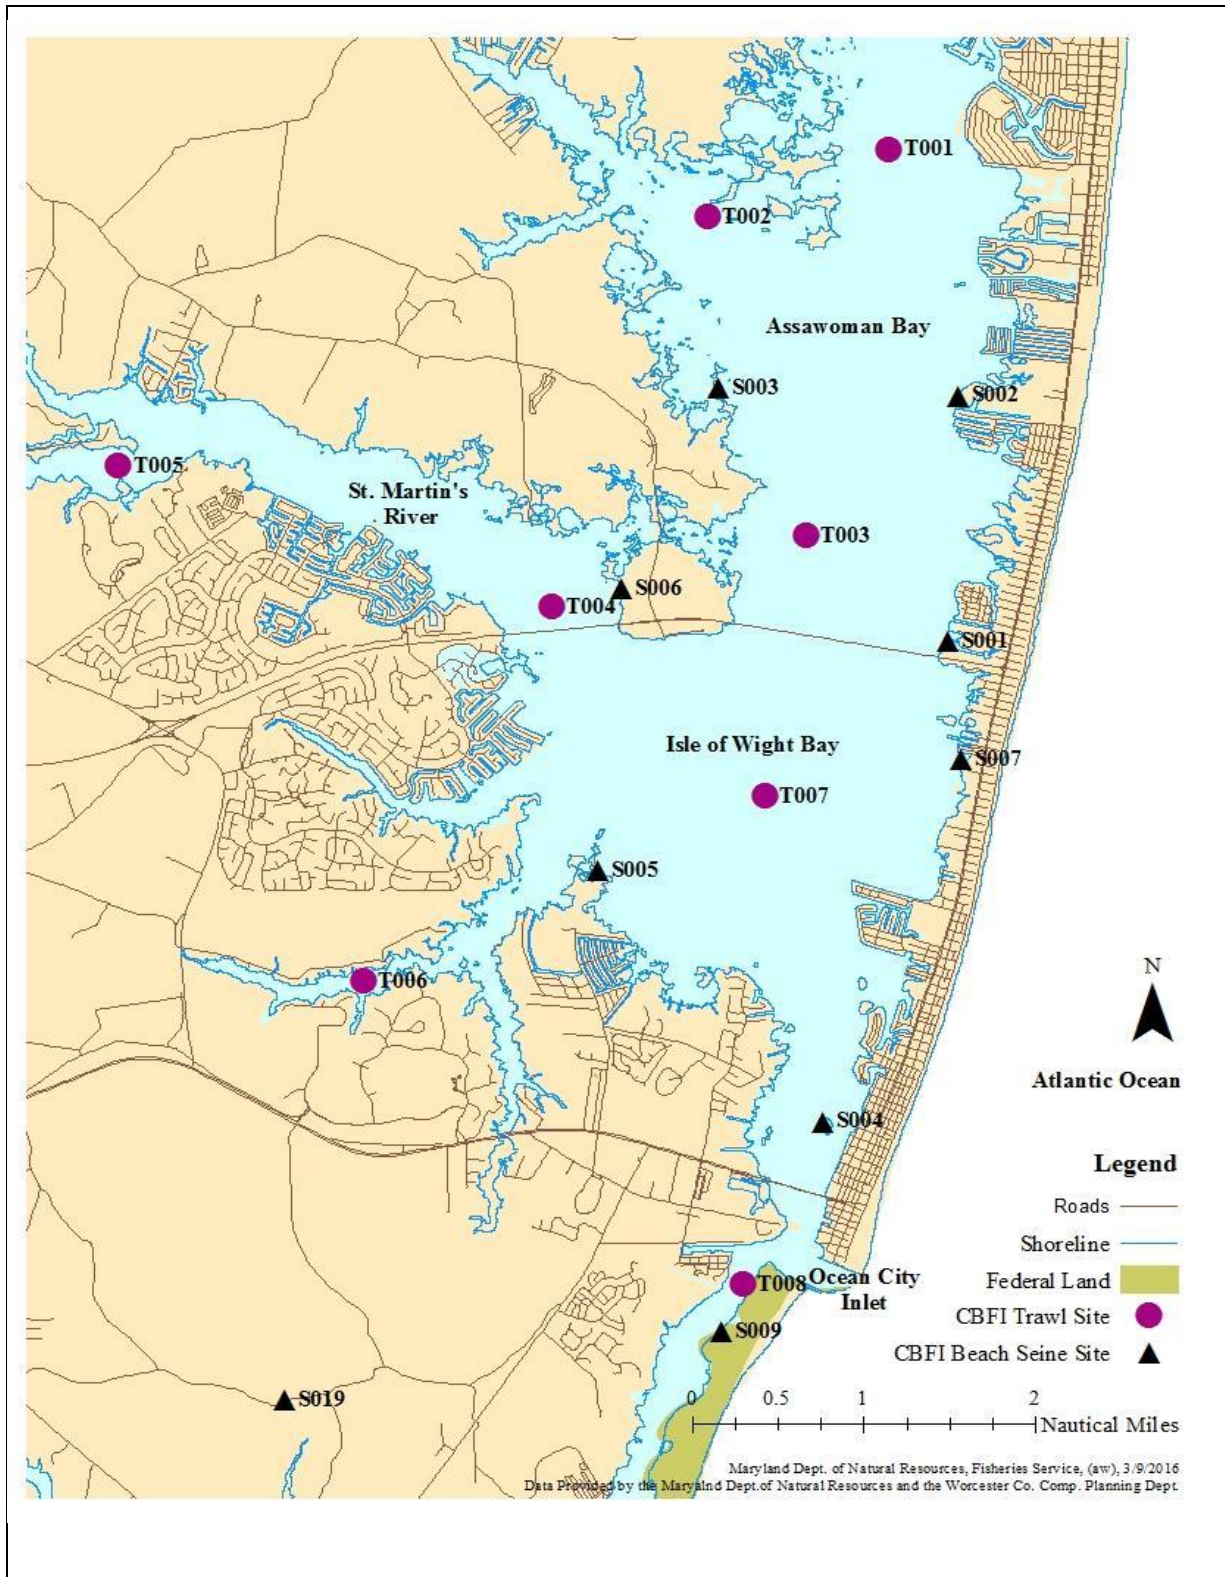 T001
T002
Assawoman Bay
S003
S002
T005
St. Martin's
River
T003
S006
T004
S001
Isle of Wight Bay
S007
T007
S005
T006
N
Atlantic Ocean
S004
Legend
Roads
Shoreline
T008
Ocean City
Inlet
Federal Land
CBFI Trawl Site
S009
CBFI Beach Seine Site
S019
0 0.5 1 2
Nautical Miles
Maryland Dept. of Natural Resources, Fisheries Service, (aw), 3/9/2016
Data Provided by the Maryalnd Dept.of Natural Resources and the Worcester Co. Comp. Planning Dept.